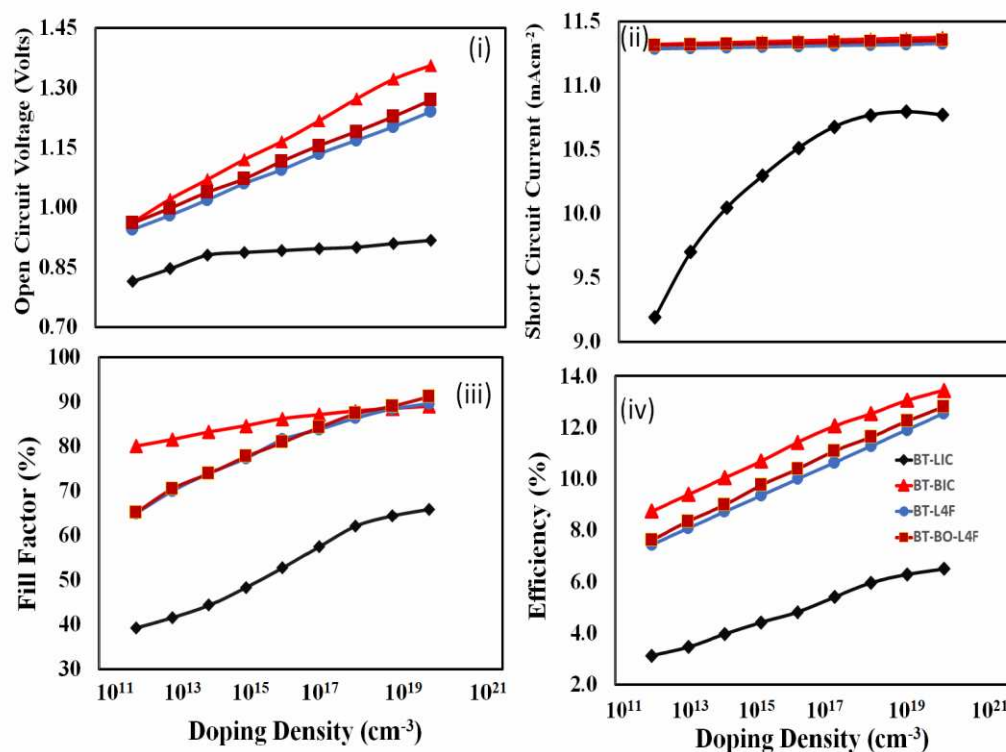 1.45
1.30
1.15
1.00
0.85
0.70
Open Circuit Voltage (Volts)
(i)
11.5
11.0
10.5
10.0
9.5
9.0
Short Circuit Current (mAcm⁻²)
(ii)
100
90
80
70
60
50
40
30
Fill Factor (%)
(iii)
10¹¹ 10¹³ 10¹⁵ 10¹⁷ 10¹⁹ 10²¹
Doping Density (cm⁻³)
14.0
12.0
10.0
8.0
6.0
4.0
2.0
Efficiency (%)
(iv)
BT-LIC
BT-BIC
BT-L4F
BT-BO-L4F
10¹¹ 10¹³ 10¹⁵ 10¹⁷ 10¹⁹ 10²¹
Doping Density (cm⁻³)